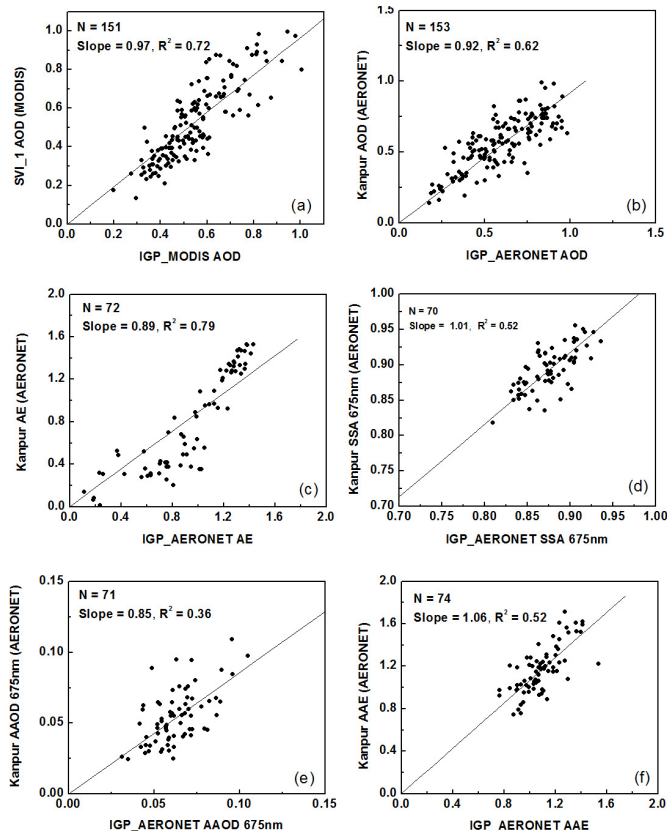 N = 151
Slope = 0.97, R² = 0.72
SVI_1 AOD (MODIS)
1.0
0.8
0.6
0.4
0.2
0.0
0.0 0.2 0.4 0.6 0.8 1.0
IGP_MODIS AOD
(a)
N = 153
Slope = 0.92, R² = 0.62
Kanpur AOD (AERONET)
1.5
1.0
0.5
0.0
0.0 0.5 1.0 1.5
IGP_AERONET AOD
(b)
N = 72
Slope = 0.89, R² = 0.79
Kanpur AE (AERONET)
2.0
1.6
1.2
0.8
0.4
0.0
0.0 0.4 0.8 1.2 1.6 2.0
IGP_AERONET AE
(c)
N = 70
Slope = 1.01, R² = 0.52
Kanpur SSA 675nm (AERONET)
1.00
0.95
0.90
0.85
0.80
0.75
0.70
0.70 0.75 0.80 0.85 0.90 0.95 1.00
IGP_AERONET SSA 675nm
(d)
N = 71
Slope = 0.85, R² = 0.36
Kanpur AAOD 675nm (AERONET)
0.15
0.10
0.05
0.00
0.00 0.05 0.10 0.15
IGP_AERONET AAOD 675nm
(e)
N = 74
Slope = 1.06, R² = 0.52
Kanpur AAE (AERONET)
2.0
1.6
1.2
0.8
0.4
0.0
0.0 0.4 0.8 1.2 1.6 2.0
IGP_AERONET AAE
(f)